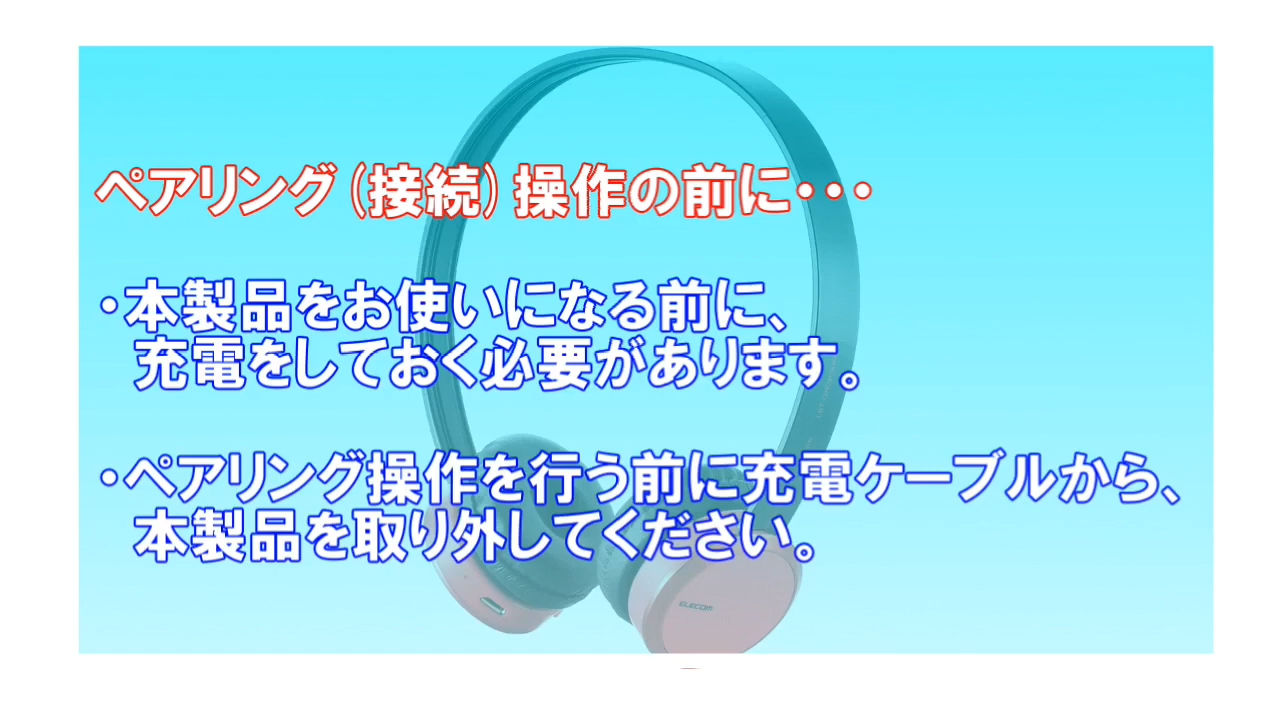 ペアリング(接続)操作の前に・・・
・本製品をお使いになる前に、
充電をしておく必要があります。
・ペアリング操作を行う前に充電ケーブルから、
本製品を取り外してください。
ELECOM